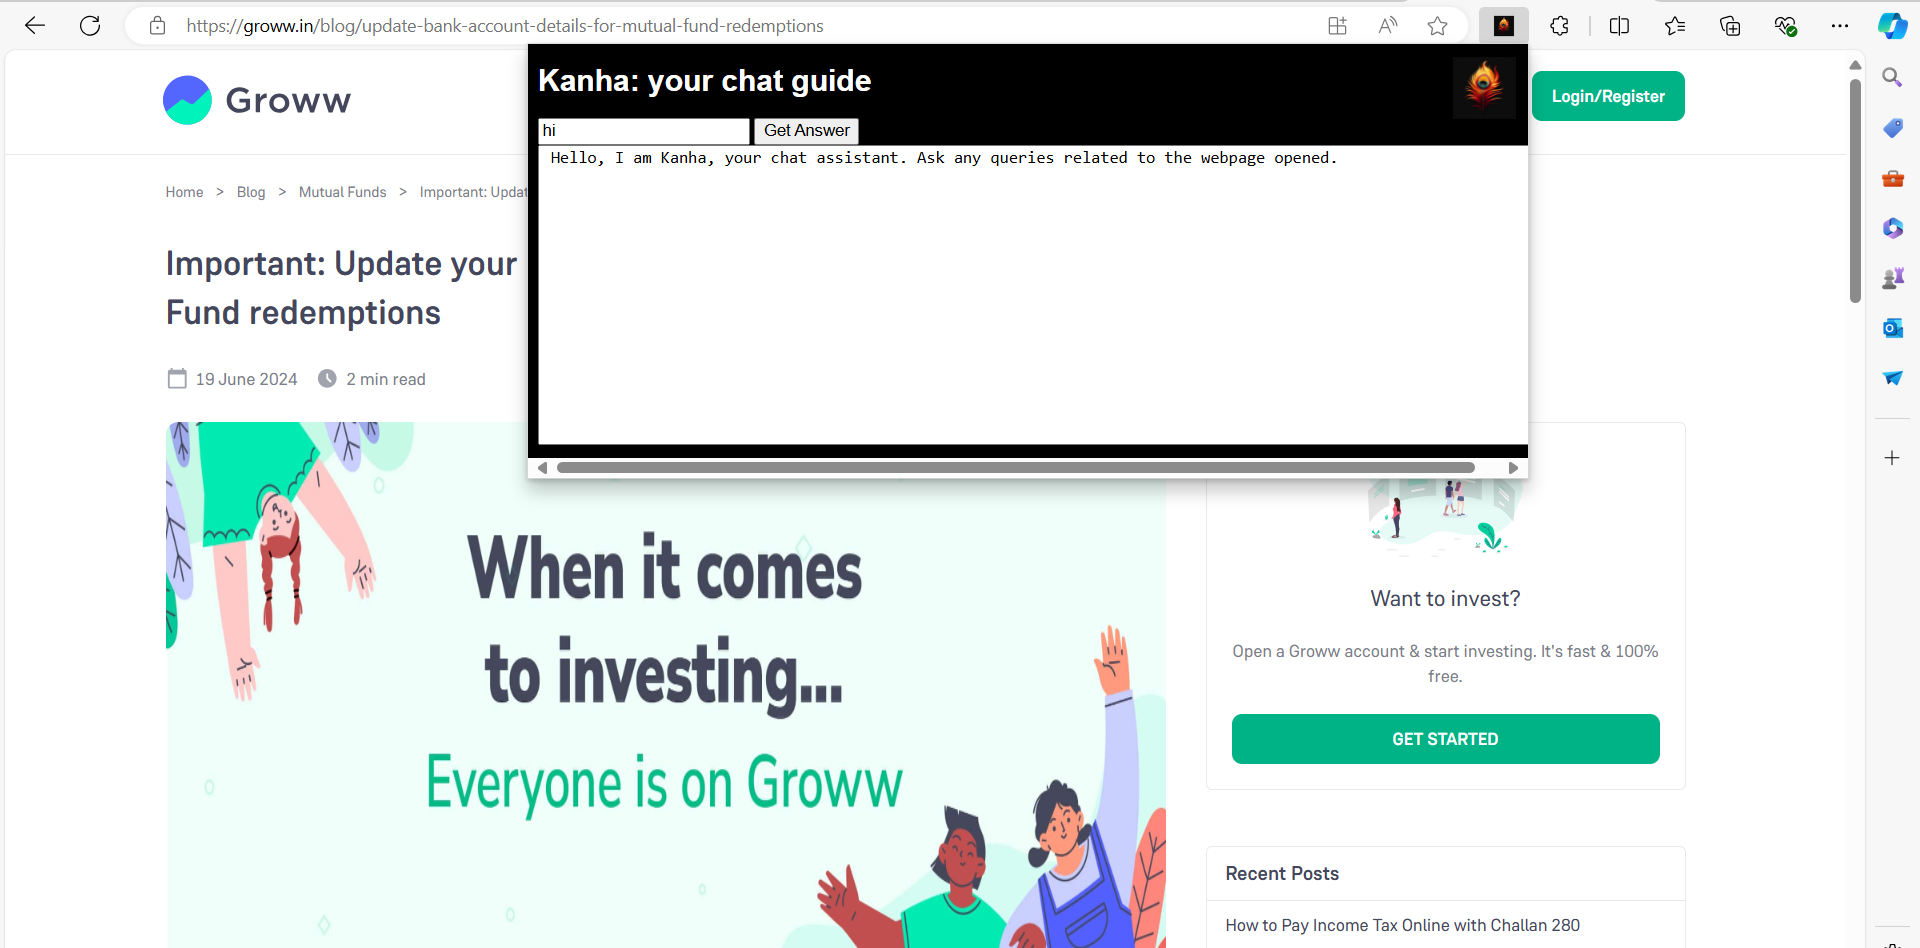 https://groww.in/blog/update-bank-account-details-for-mutual-fund-redemptions
Kanha: your chat guide
hi
Get Answer
Hello, I am Kanha, your chat assistant. Ask any queries related to the webpage opened.
Groww
Login/Register
Home > Blog > Mutual Funds > Important: Updat
Important: Update your
Fund redemptions
19 June 2024 2 min read
When it comes
to investing...
Everyone is on Groww
Want to invest?
Open a Groww account & start investing. It's fast & 100%
free.
GET STARTED
Recent Posts
How to Pay Income Tax Online with Challan 280